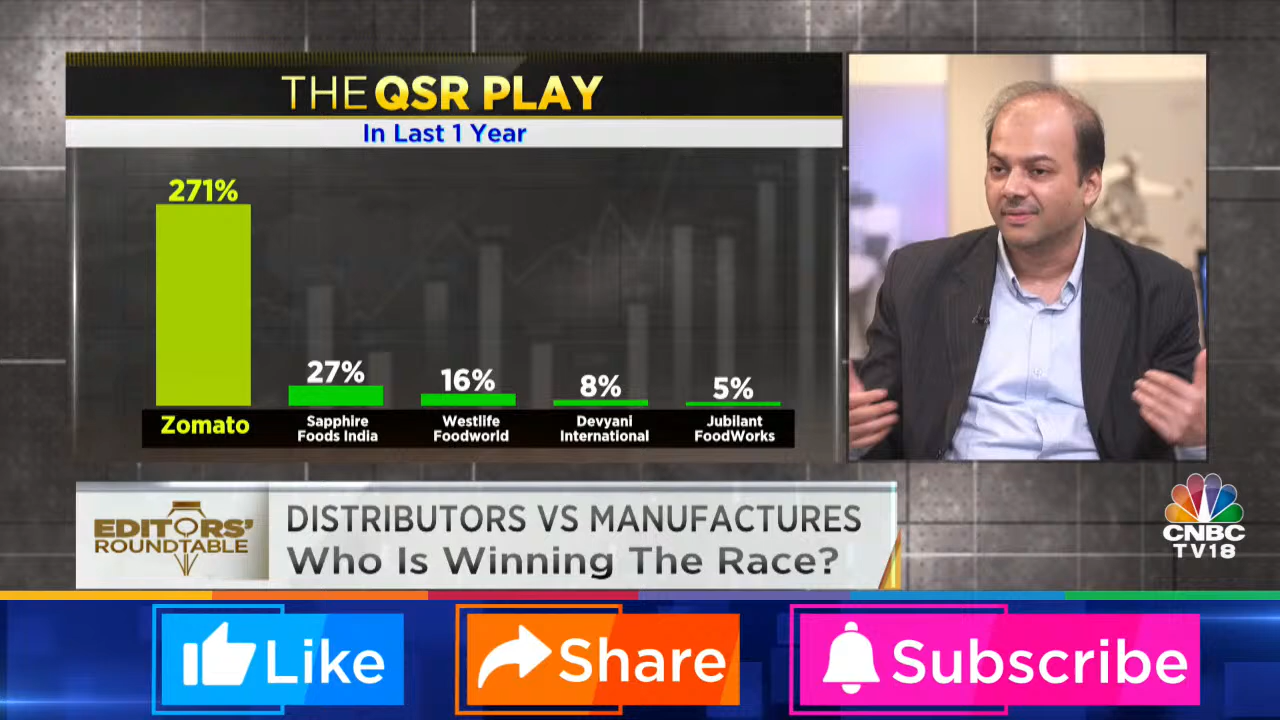 THE QSR PLAY
In Last 1 Year
271%
27%
16%
8%
5%
Zomato
Sapphire
Foods India
Westlife
Foodworld
Devyani
International
Jubilant
FoodWorks
EDITORS'
ROUNDTABLE
DISTRIBUTORS VS MANUFACTURES
Who Is Winning The Race?
CNBC
TV18
Like
Share
Subscribe